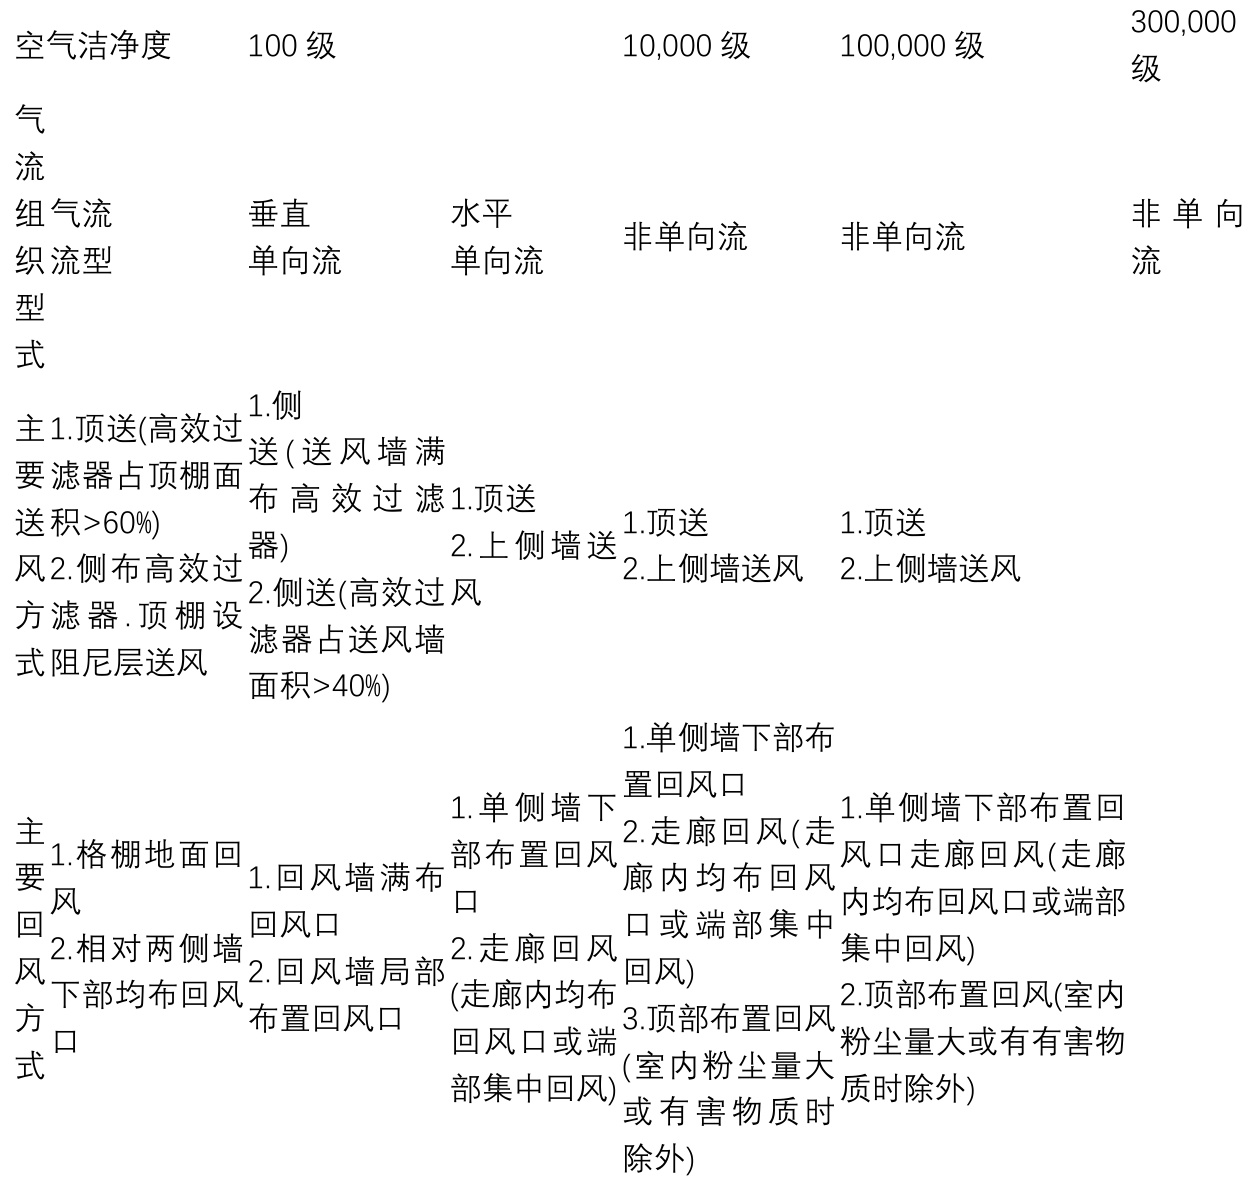 空气洁净度
100 级
10,000 级
100,000 级
300,000
级
气
流
组
织
型
式
气流
流型
垂直
单向流
水平
单向流
非单向流
非单向流
非单向
流
主
要
送
风
方
式
1.顶送(高效过
滤器占顶棚面
积>60%)
2.侧布高效过
滤器.顶棚设
阻尼层送风
1.侧
送(送风墙满
布高效过滤
器)
2.侧送(高效过
滤器占送风墙
面积>40%)
1.顶送
2.上侧墙送
风
1.顶送
2.上侧墙送风
1.顶送
2.上侧墙送风
主
要
回
风
方
式
1.格棚地面回
风
2.相对两侧墙
下部均布回风
口
1.回风墙满布
回风口
2.回风墙局部
布置回风口
1.单侧墙下
部布置回风
口
2.走廊回风
(走廊内均布
回风口或端
部集中回风)
1.单侧墙下部布
置回风口
2.走廊回风(走
廊内均布回风
口或端部集中
回风)
3.顶部布置回风
(室内粉尘量大
或有害物质时
除外)
1.单侧墙下部布置回
风口走廊回风(走廊
内均布回风口或端部
集中回风)
2.顶部布置回风(室内
粉尘量大或有有害物
质时除外)